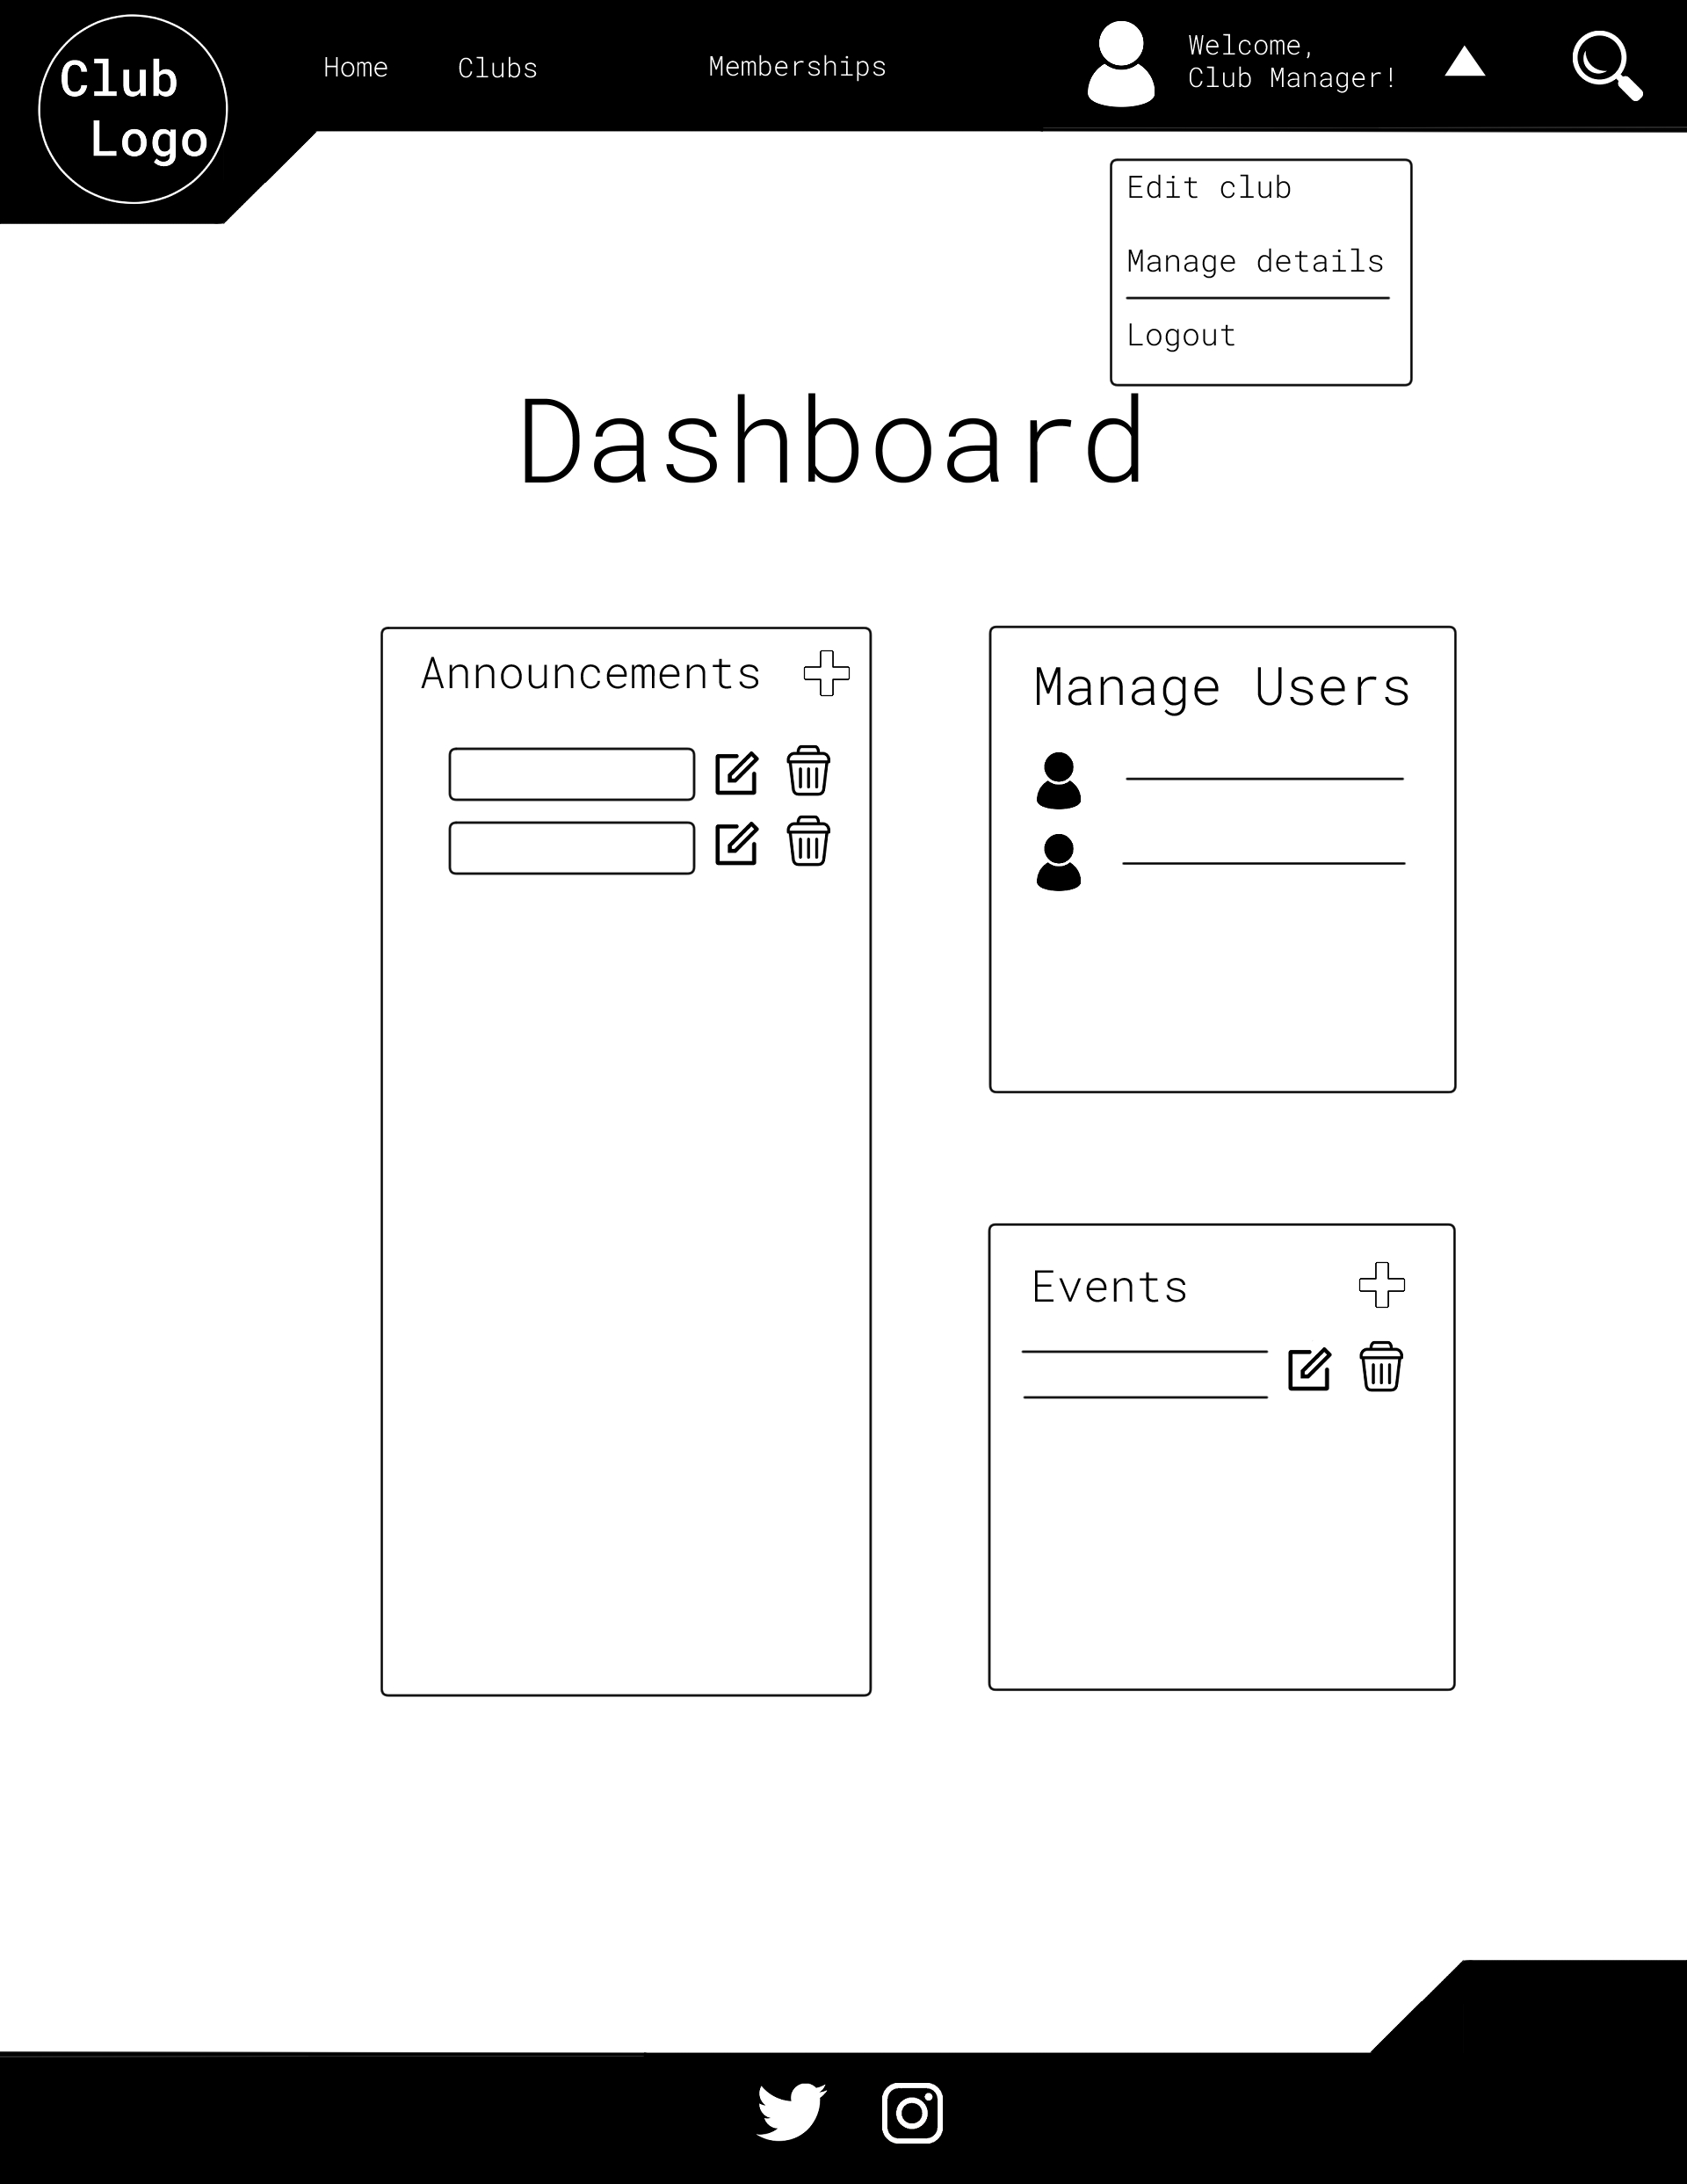 Club
Logo
Home
Clubs
Memberships
Welcome,
Club Manager!
Edit club
Manage details
Logout
Dashboard
Announcements
Manage Users
Events